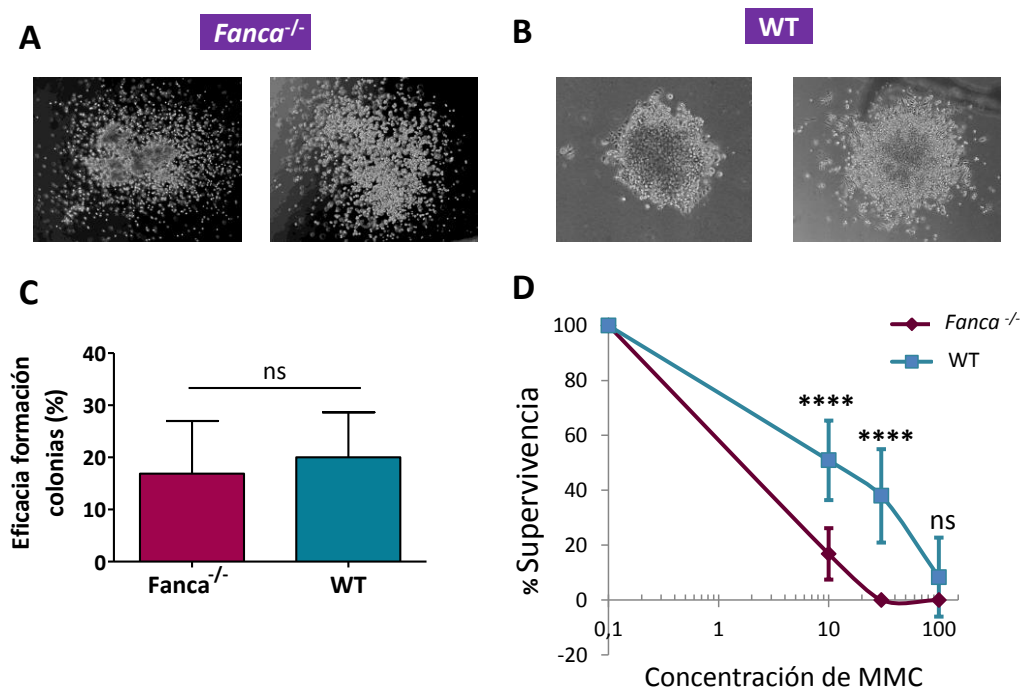 A
Fanca-/-
B
WT
C
Eficacia formación
colonias (%)
40
30
20
10
0
ns
Fanca-/-
WT
D
% Supervivencia
100
80
60
40
20
0
-20
0,1
1
10
100
****
****
ns
Fanca -/-
WT
Concentración de MMC